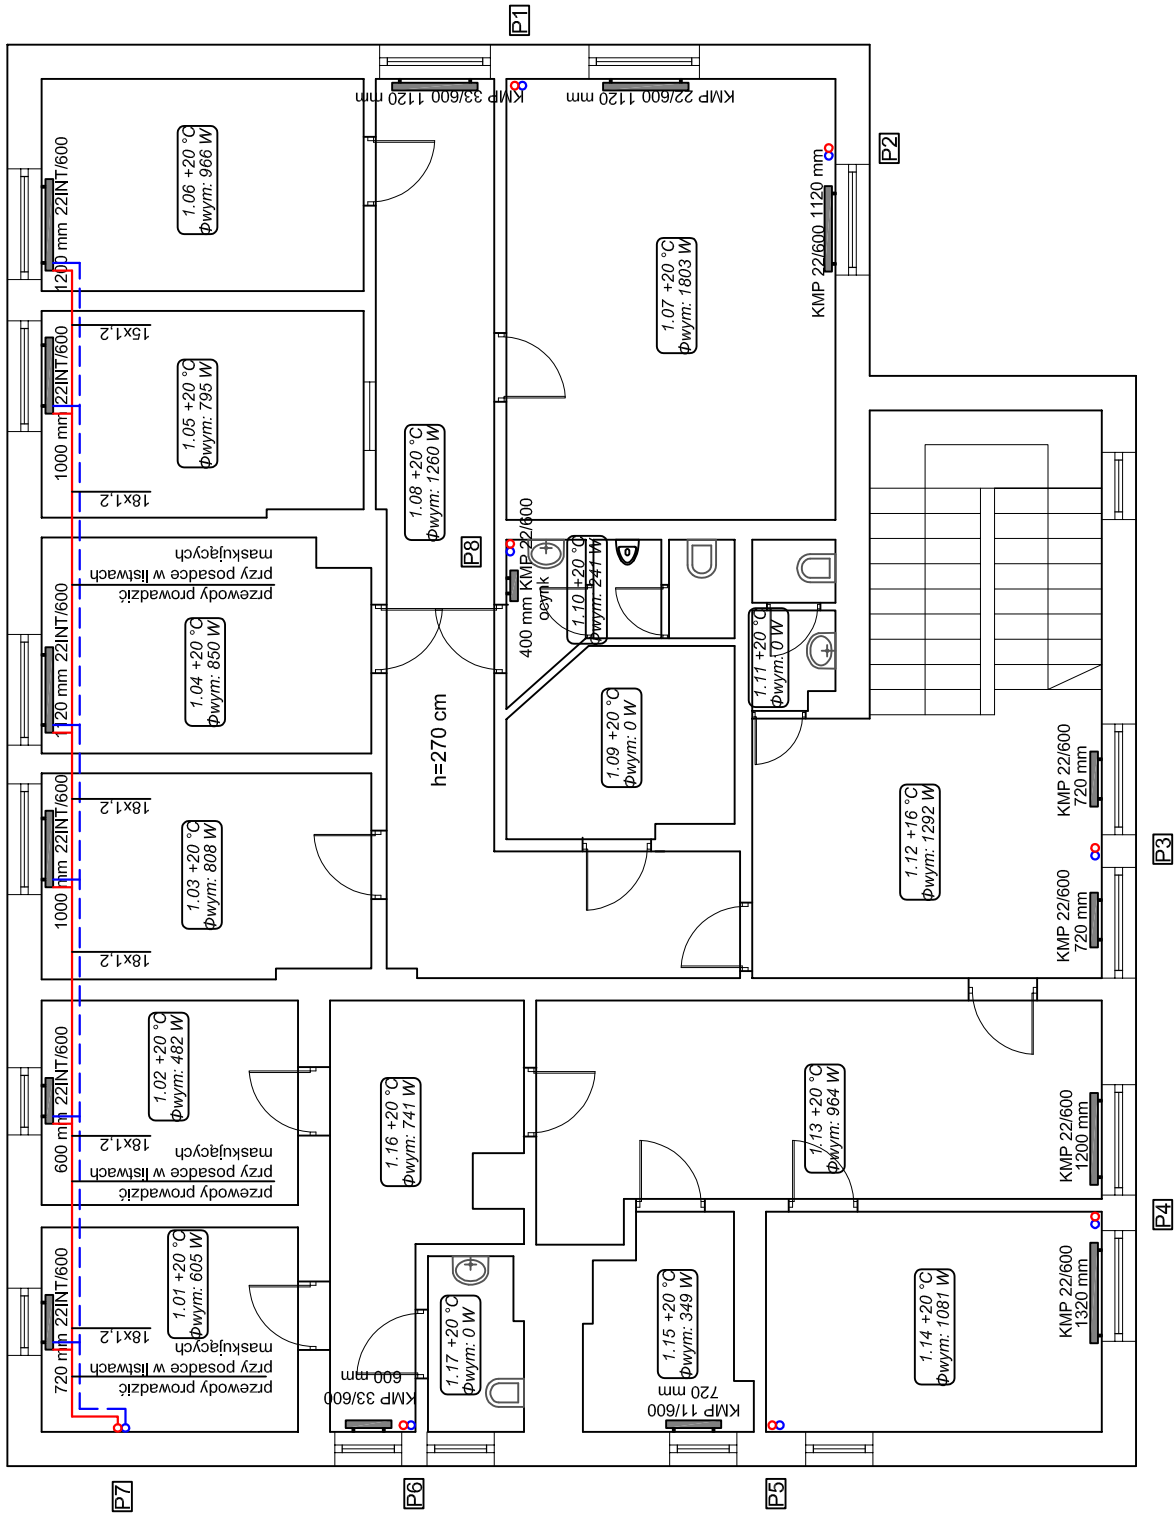 P1
P2
P3
P4
P5
P6
P7
P8
1.06 +20 °C
Φwym: 966 W
1200 mm 22INT/600
15x1,2
1.05 +20 °C
Φwym: 795 W
1000 mm 22INT/600
18x1,2
1.04 +20 °C
Φwym: 850 W
1120 mm 22INT/600
przewody prowadzić
przy posadce w listwach
maskujących
18x1,2
1.03 +20 °C
Φwym: 808 W
1000 mm 22INT/600
18x1,2
1.02 +20 °C
Φwym: 482 W
600 mm 22INT/600
18x1,2
przewody prowadzić
przy posadce w listwach
maskujących
1.01 +20 °C
Φwym: 605 W
720 mm 22INT/600
18x1,2
przewody prowadzić
przy posadce w listwach
maskujących
KMP 33/600 1120 mm
KMP 22/600 1120 mm
KMP 22/600 1120 mm
1.07 +20 °C
Φwym: 1803 W
1.08 +20 °C
Φwym: 1260 W
h=270 cm
400 mm KMP 22/600
ocynk
1.10 +20 °C
Φwym: 241 W
1.09 +20 °C
Φwym: 0 W
1.11 +20 °C
Φwym: 0 W
1.12 +16 °C
Φwym: 1292 W
KMP 22/600
720 mm
KMP 22/600
720 mm
1.13 +20 °C
Φwym: 964 W
KMP 22/600
1200 mm
1.14 +20 °C
Φwym: 1081 W
KMP 22/600
1320 mm
1.15 +20 °C
Φwym: 349 W
KMP 11/600
720 mm
1.16 +20 °C
Φwym: 741 W
KMP 33/600
600 mm
1.17 +20 °C
Φwym: 0 W